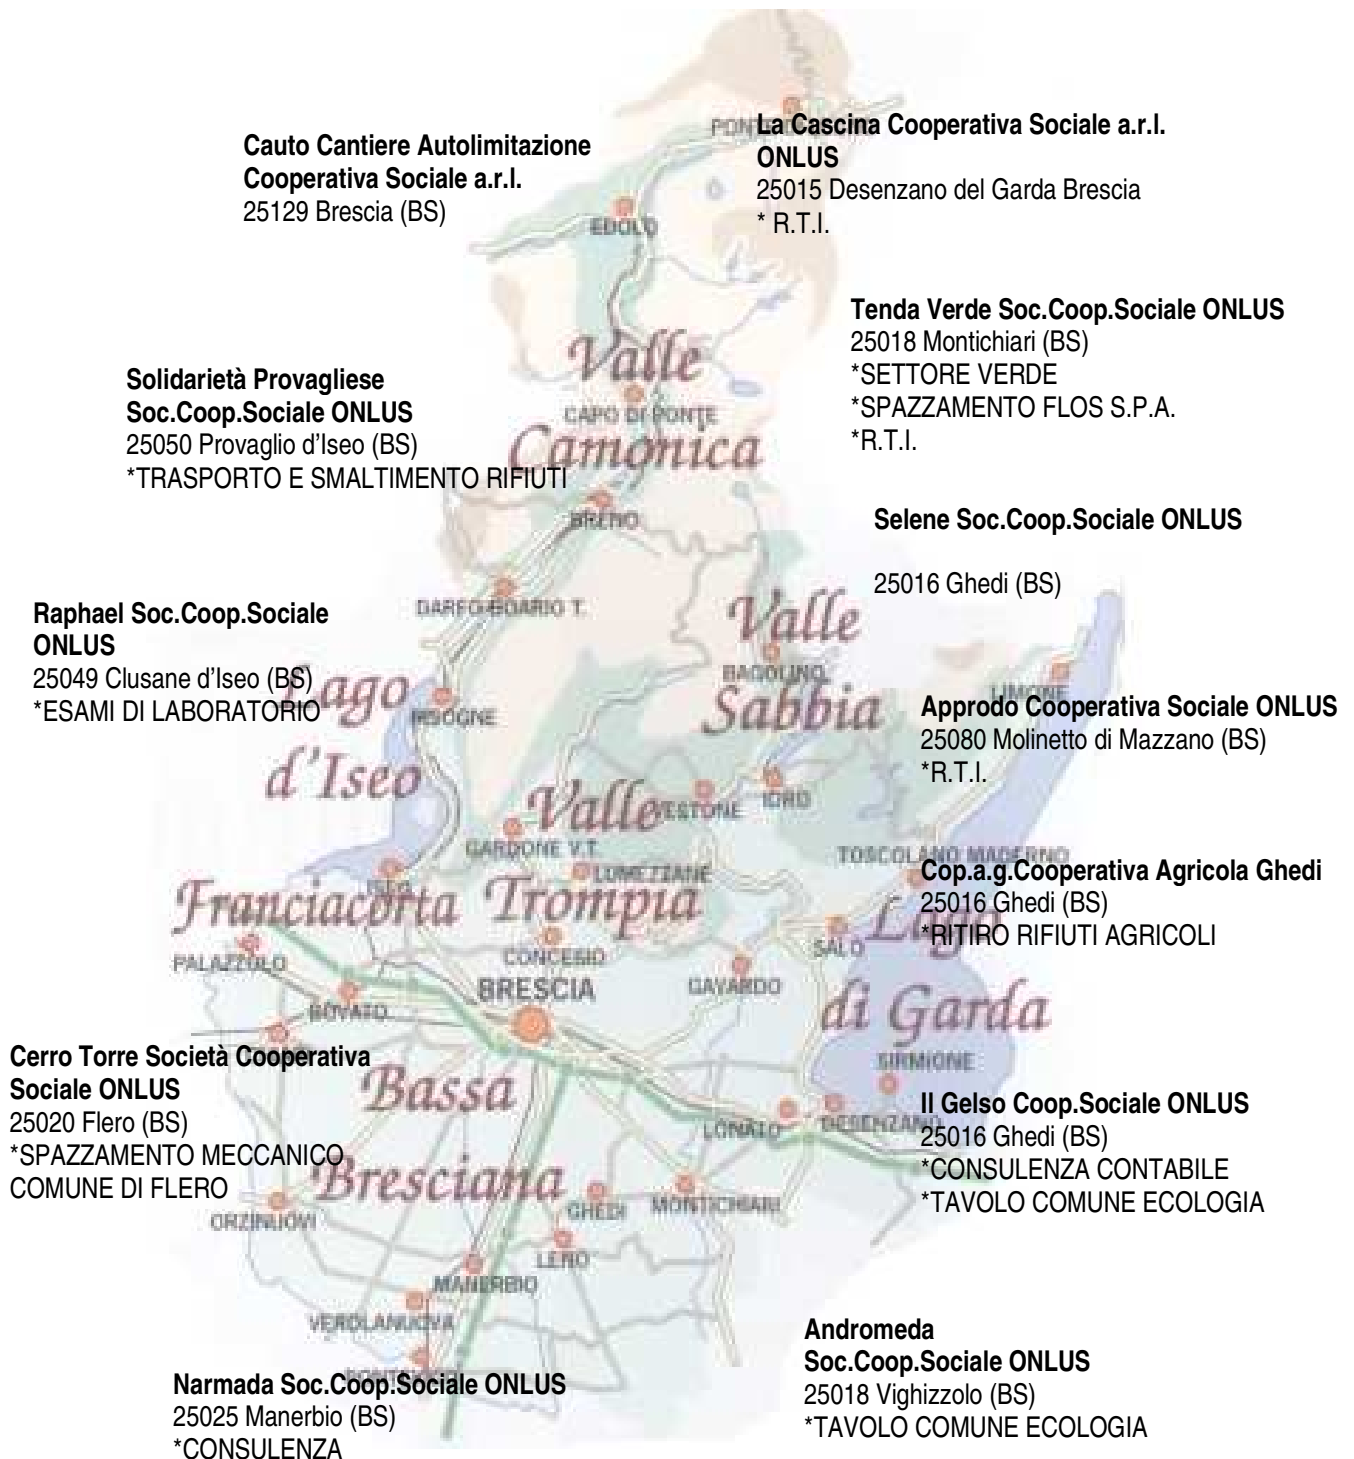 Cauto Cantiere Autolimitazione
Cooperativa Sociale a.r.l.
25129 Brescia (BS)
La Cascina Cooperativa Sociale a.r.l.
ONLUS
25015 Desenzano del Garda Brescia
* R.T.I.
EDOLO
Tenda Verde Soc.Coop.Sociale ONLUS
25018 Montichiari (BS)
*SETTORE VERDE
*SPAZZAMENTO FLOS S.P.A.
*R.T.I.
Solidarietà Provagliese
Soc.Coop.Sociale ONLUS
25050 Provaglio d’Iseo (BS)
*TRASPORTO E SMALTIMENTO RIFIUTI
Valle
CAPO DI PONTE
Camonica
BRENO
Selene Soc.Coop.Sociale ONLUS
25016 Ghedi (BS)
DARFO BOARIO T.
Raphael Soc.Coop.Sociale
ONLUS
25049 Clusane d’Iseo (BS)
*ESAMI DI LABORATORIO
Lago
d’Iseo
PISOGNE
Valle
BAGOLINO
Sabbia
LIMONE
Approdo Cooperativa Sociale ONLUS
25080 Molinetto di Mazzano (BS)
*R.T.I.
VESTONE
IDRO
Valle
GARDONE V.T.
LUMEZZANE
Trompia
CONCESIO
TOSCOLANO MADERNO
Cop.a.g.Cooperativa Agricola Ghedi
25016 Ghedi (BS)
*RITIRO RIFIUTI AGRICOLI
ISEO
Franciacorta
PALAZZOLO
ROVATO
BRESCIA
GAVARDO
SALO
Lago
di Garda
SIRMIONE
Cerro Torre Società Cooperativa
Sociale ONLUS
25020 Flero (BS)
*SPAZZAMENTO MECCANICO
COMUNE DI FLERO
Bassa
Bresciana
LONATO
DESENZANO
Il Gelso Coop.Sociale ONLUS
25016 Ghedi (BS)
*CONSULENZA CONTABILE
*TAVOLO COMUNE ECOLOGIA
ORZINUOVI
GHEDI
MONTICHIARI
LENO
MANERBIO
VEROLANUOVA
Narmada Soc.Coop.Sociale ONLUS
25025 Manerbio (BS)
*CONSULENZA
Andromeda
Soc.Coop.Sociale ONLUS
25018 Vighizzolo (BS)
*TAVOLO COMUNE ECOLOGIA